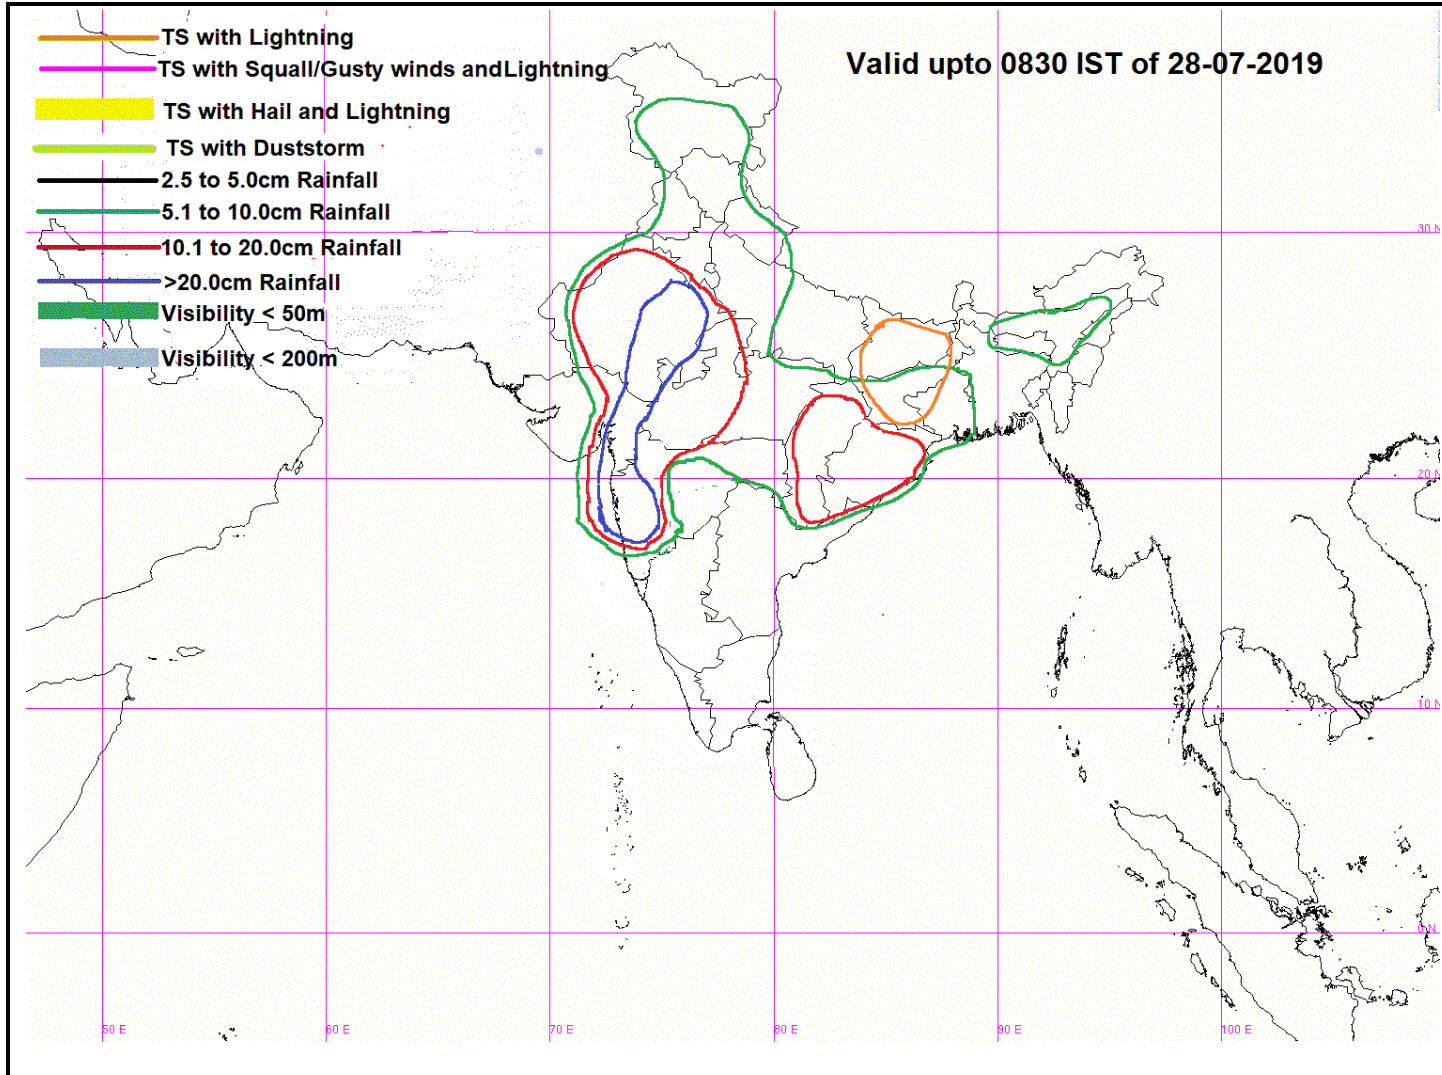 TS with Lightning
TS with Squall/Gusty winds andLightning
TS with Hail and Lightning
TS with Duststorm
2.5 to 5.0cm Rainfall
5.1 to 10.0cm Rainfall
10.1 to 20.0cm Rainfall
>20.0cm Rainfall
Visibility < 50m
Visibility < 200m
Valid upto 0830 IST of 28-07-2019
30 N
20 N
10 N
0 N
50 E
60 E
70 E
80 E
90 E
100 E